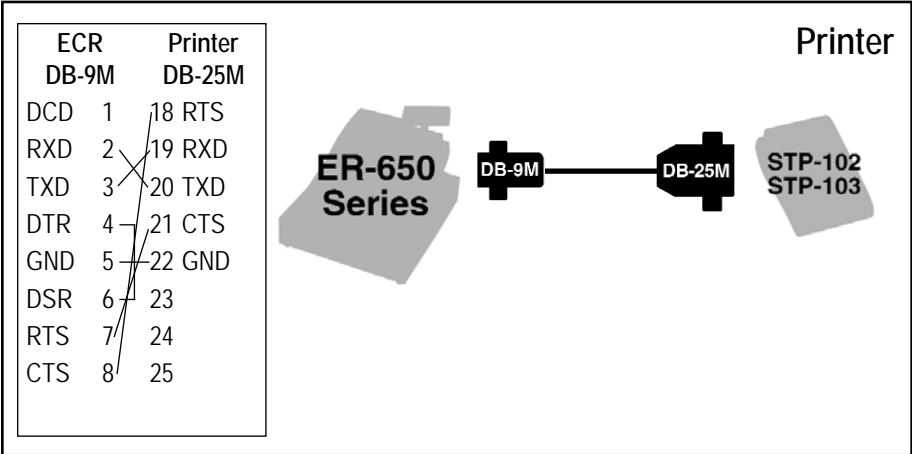 Printer
ECR Printer
DB-9M DB-25M
DCD 1 18 RTS
RXD 2 19 RXD
TXD 3 20 TXD
DTR 4 21 CTS
GND 5 22 GND
DSR 6 23
RTS 7 24
CTS 8 25
ER-650
Series
DB-9M
DB-25M
STP-102
STP-103